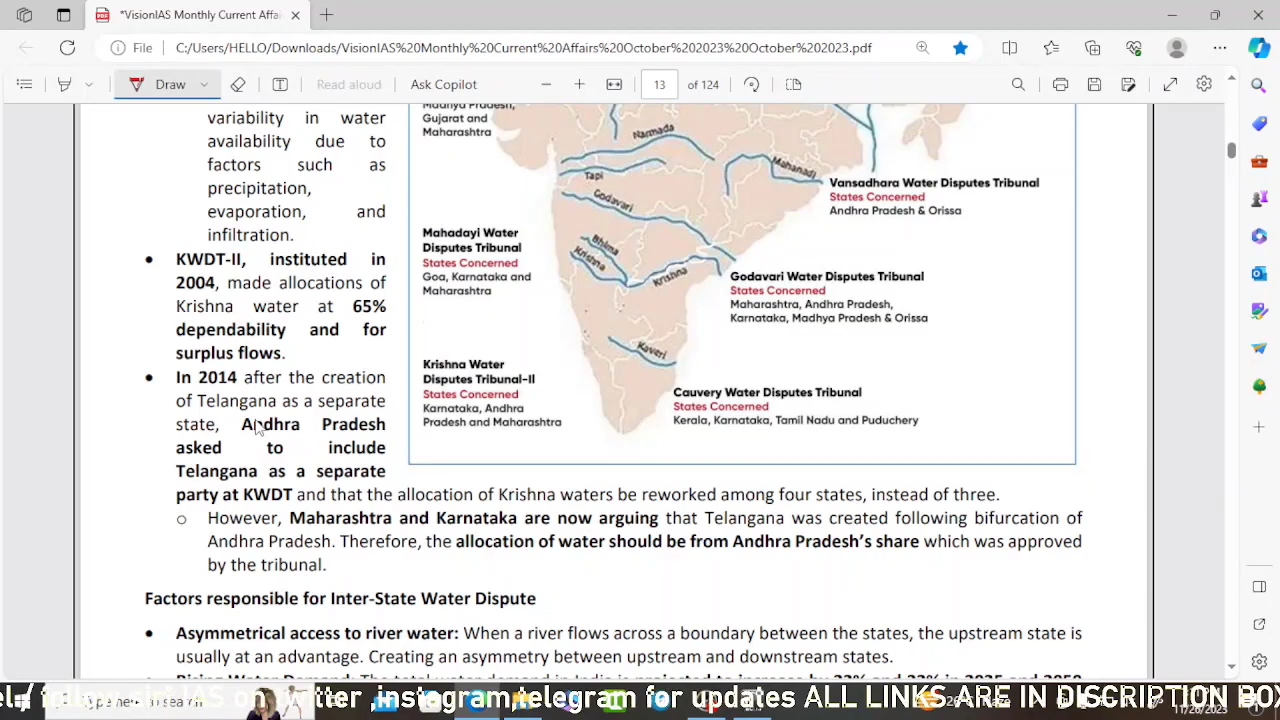 *VisionIAS Monthly Current Affai
File
C:/Users/HELLO/Downloads/VisionIAS%20Monthly%20Current%20Affairs%20October%202023%20October%202023.pdf
Draw
Read aloud
Ask Copilot
13
of 124
variability in water
availability due to
factors such as
precipitation,
evaporation, and
infiltration.
• KWDT-II, instituted in
2004, made allocations of
Krishna water at 65%
dependability and for
surplus flows.
• In 2014 after the creation
of Telangana as a separate
state, Andhra Pradesh
asked to include
Telangana as a separate
party at KWDT and that the allocation of Krishna waters be reworked among four states, instead of three.
Madhya Pradesh,
Gujarat and
Maharashtra
Narmada
Tapi
Mahanadi
Godavari
Bhima
Krishna
Krishna
Kaveri
Vansadhara Water Disputes Tribunal
States Concerned
Andhra Pradesh & Orissa
Mahadayi Water
Disputes Tribunal
States Concerned
Goa, Karnataka and
Maharashtra
Godavari Water Disputes Tribunal
States Concerned
Maharashtra, Andhra Pradesh,
Karnataka, Madhya Pradesh & Orissa
Krishna Water
Disputes Tribunal-II
States Concerned
Karnataka, Andhra
Pradesh and Maharashtra
Cauvery Water Disputes Tribunal
States Concerned
Kerala, Karnataka, Tamil Nadu and Puduchery
○ However, Maharashtra and Karnataka are now arguing that Telangana was created following bifurcation of
Andhra Pradesh. Therefore, the allocation of water should be from Andhra Pradesh's share which was approved
by the tribunal.
Factors responsible for Inter-State Water Dispute
• Asymmetrical access to river water: When a river flows across a boundary between the states, the upstream state is
usually at an advantage. Creating an asymmetry between upstream and downstream states.
follow sir IAS on twitter ,instagram,telegram for updates ALL LINKS ARE IN DISCRIPTION BO
11/26/2023